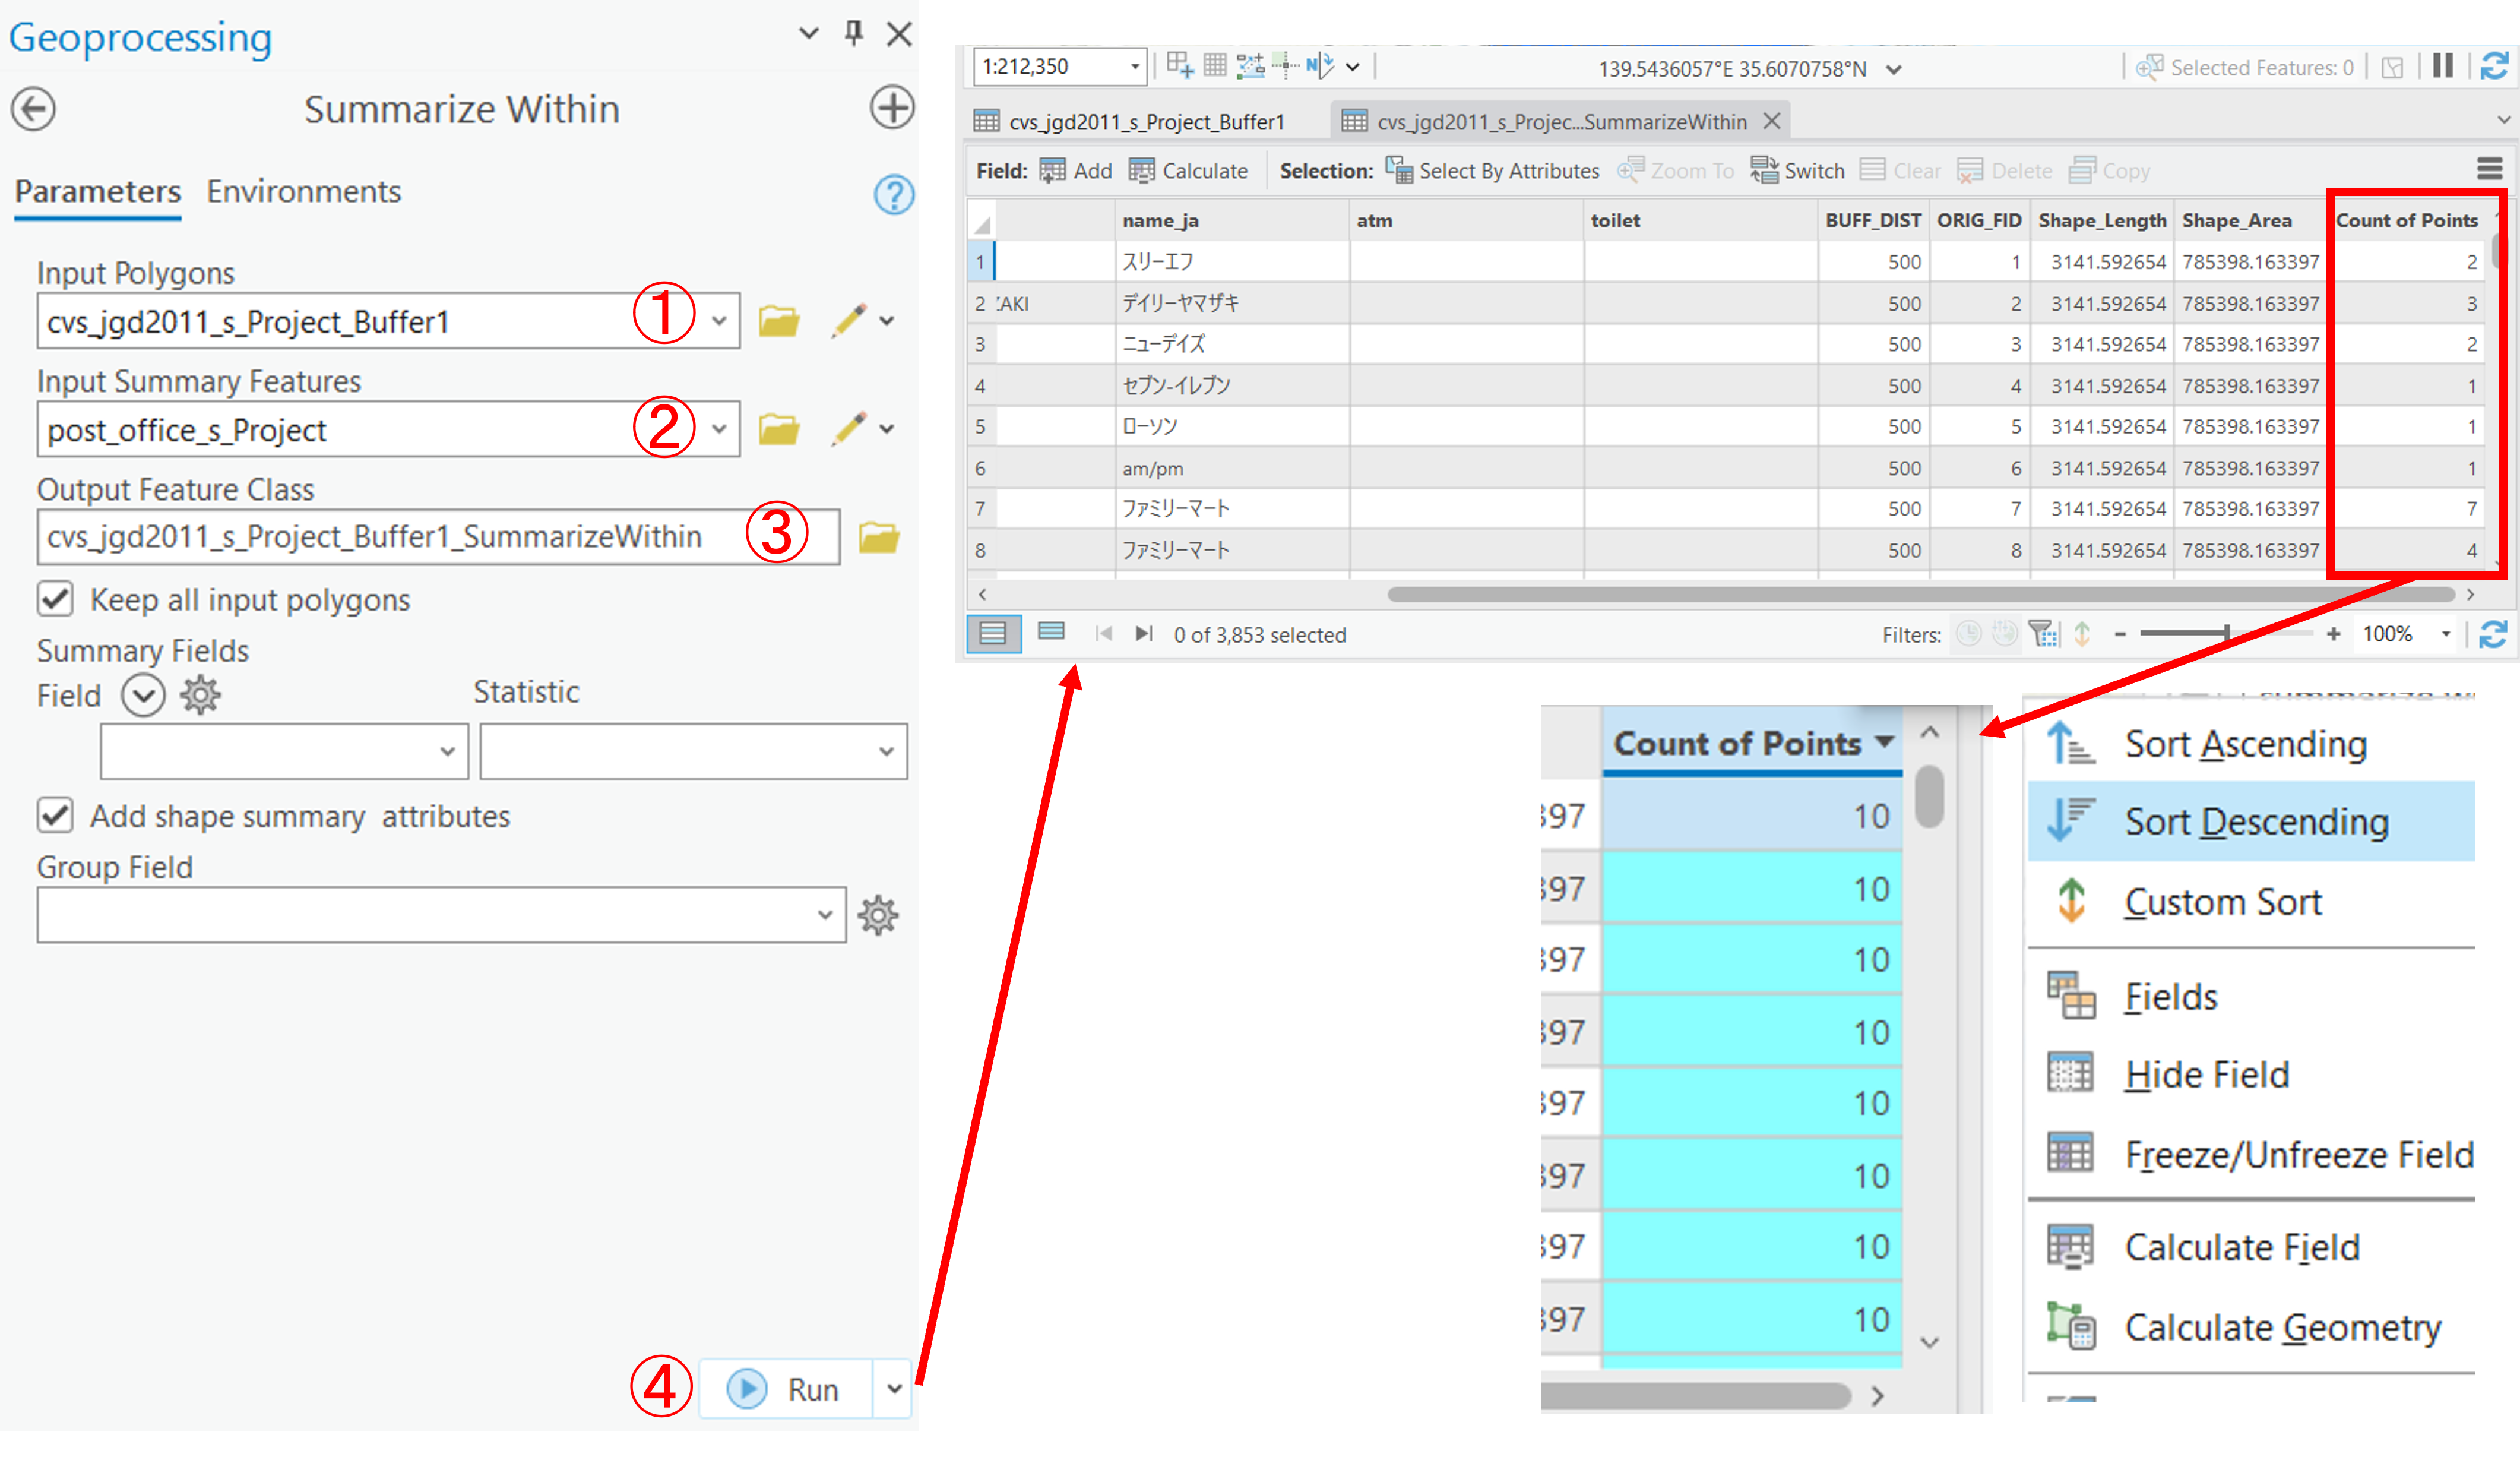 Geoprocessing
Summarize Within
Parameters Environments
Input Polygons
cvs_jgd2011_s_Project_Buffer1 ①
Input Summary Features
post_office_s_Project ②
Output Feature Class
cvs_jgd2011_s_Project_Buffer1_SummarizeWithin ③
Keep all input polygons
Summary Fields
Field Statistic
Add shape summary attributes
Group Field
④ Run
1:212,350 139.5436057°E 35.6070758°N Selected Features: 0
cvs_jgd2011_s_Project_Buffer1 cvs_jgd2011_s_Projec...SummarizeWithin
Field: Add Calculate Selection: Select By Attributes Zoom To Switch Clear Delete Copy
name_ja atm toilet BUFF_DIST ORIG_FID Shape_Length Shape_Area Count of Points
1 スリーエフ 500 1 3141.592654 785398.163397 2
2 ZAKI デイリーヤマザキ 500 2 3141.592654 785398.163397 3
3 ニューデイズ 500 3 3141.592654 785398.163397 2
4 セブン-イレブン 500 4 3141.592654 785398.163397 1
5 ローソン 500 5 3141.592654 785398.163397 1
6 am/pm 500 6 3141.592654 785398.163397 1
7 ファミリーマート 500 7 3141.592654 785398.163397 7
8 ファミリーマート 500 8 3141.592654 785398.163397 4
0 of 3,853 selected Filters: - + 100%
Count of Points
397 10
397 10
397 10
397 10
397 10
397 10
397 10
397 10
Sort Ascending
Sort Descending
Custom Sort
Fields
Hide Field
Freeze/Unfreeze Field
Calculate Field
Calculate Geometry